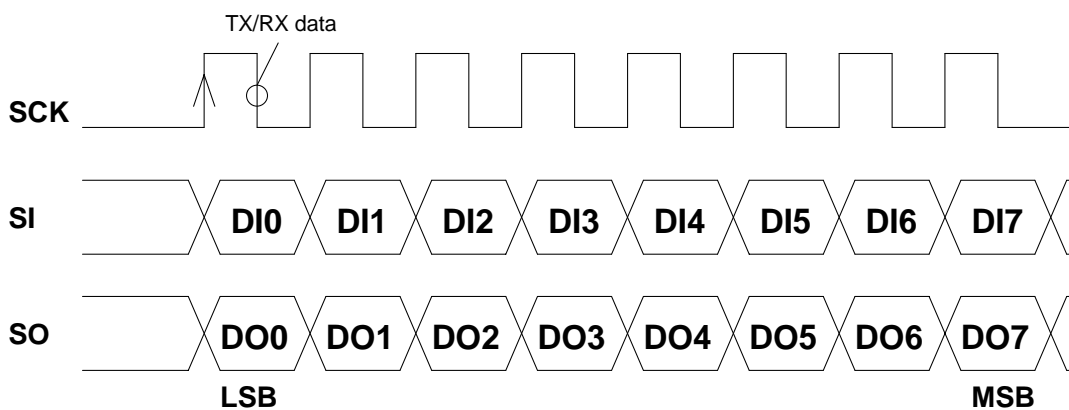 TX/RX data
SCK
SI DI0 DI1 DI2 DI3 DI4 DI5 DI6 DI7
SO DO0 DO1 DO2 DO3 DO4 DO5 DO6 DO7
LSB MSB